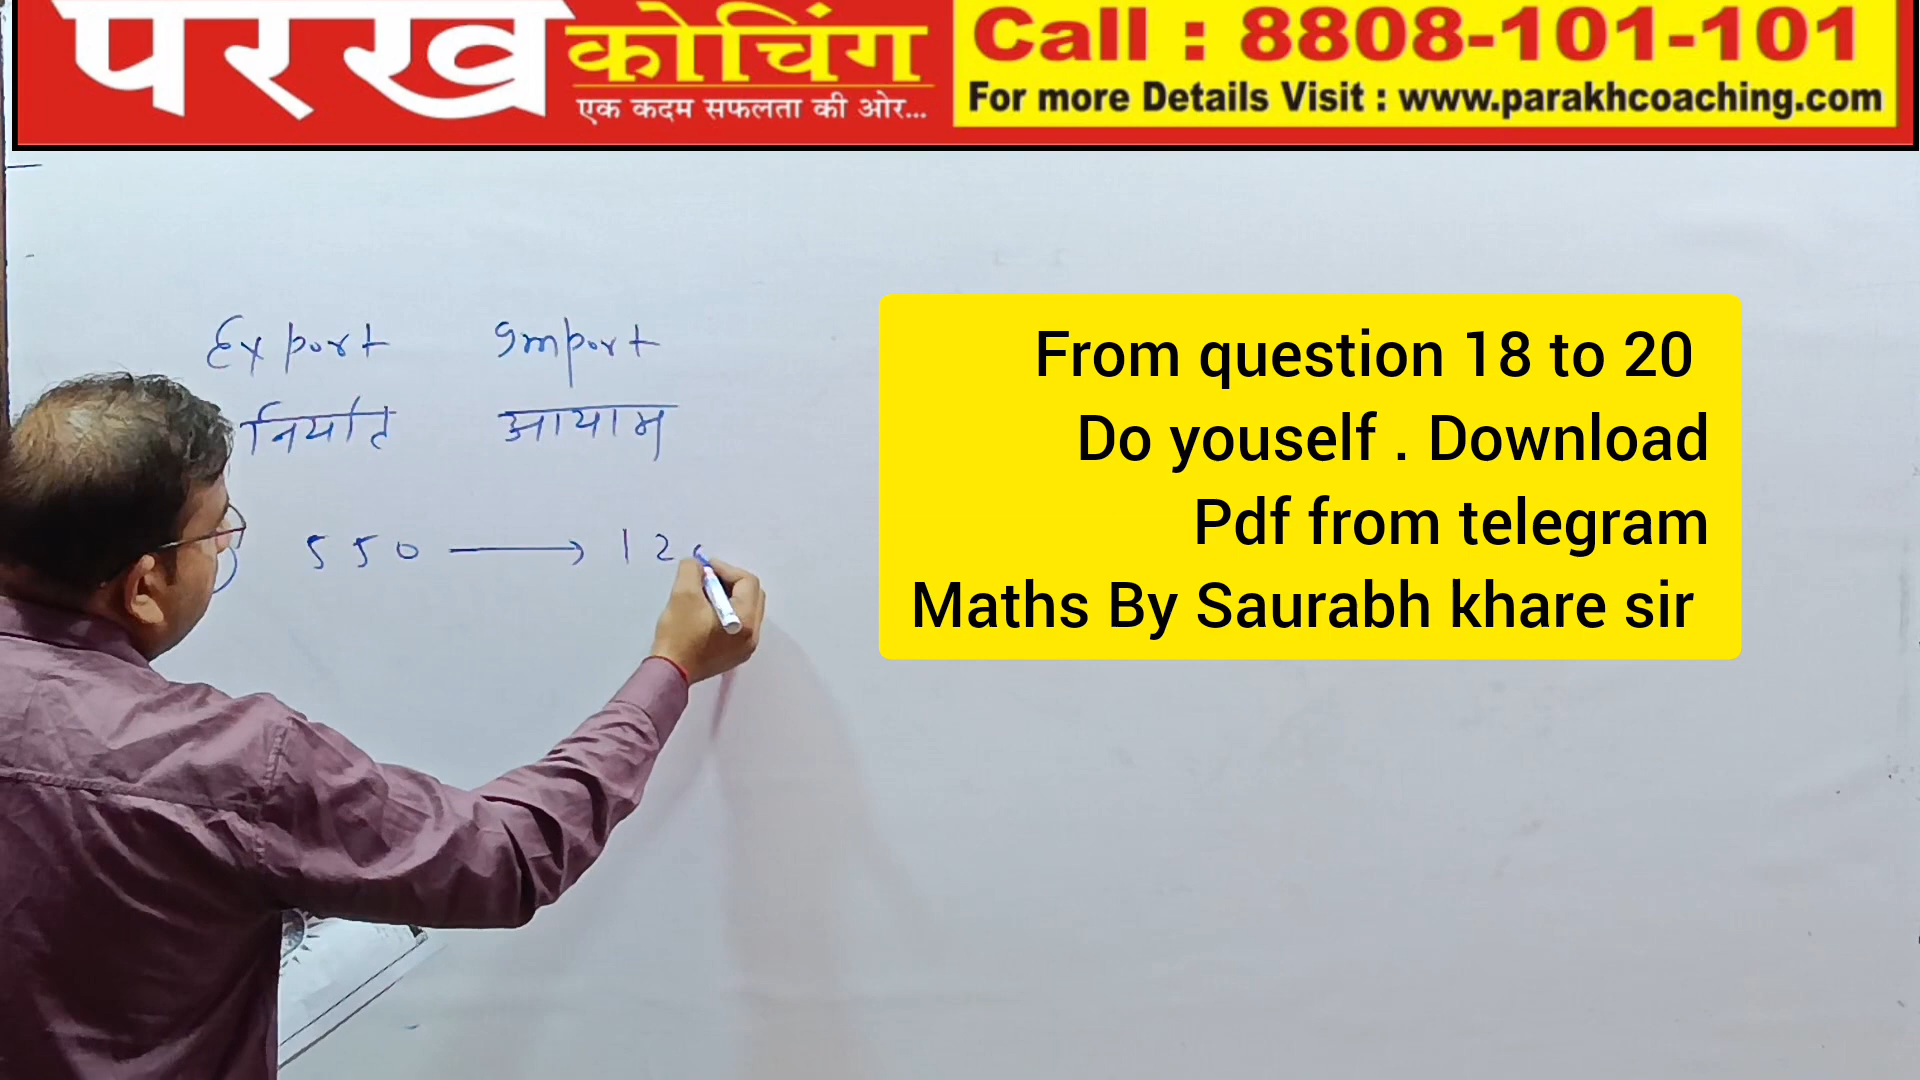 परख कोचिंग
एक कदम सफलता की ओर...
Call : 8808-101-101
For more Details Visit : www.parakhcoaching.com
Export Import
निर्यात आयाम
550 → 12
From question 18 to 20
Do youself . Download
Pdf from telegram
Maths By Saurabh khare sir